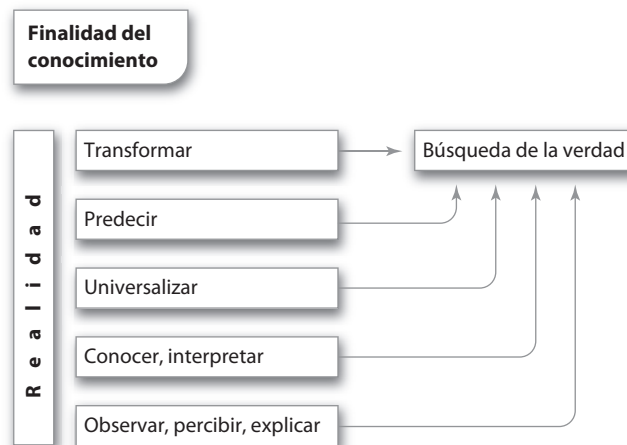 Finalidad del
conocimiento
Realidad
Transformar
Búsqueda de la verdad
Predecir
Universalizar
Conocer, interpretar
Observar, percibir, explicar